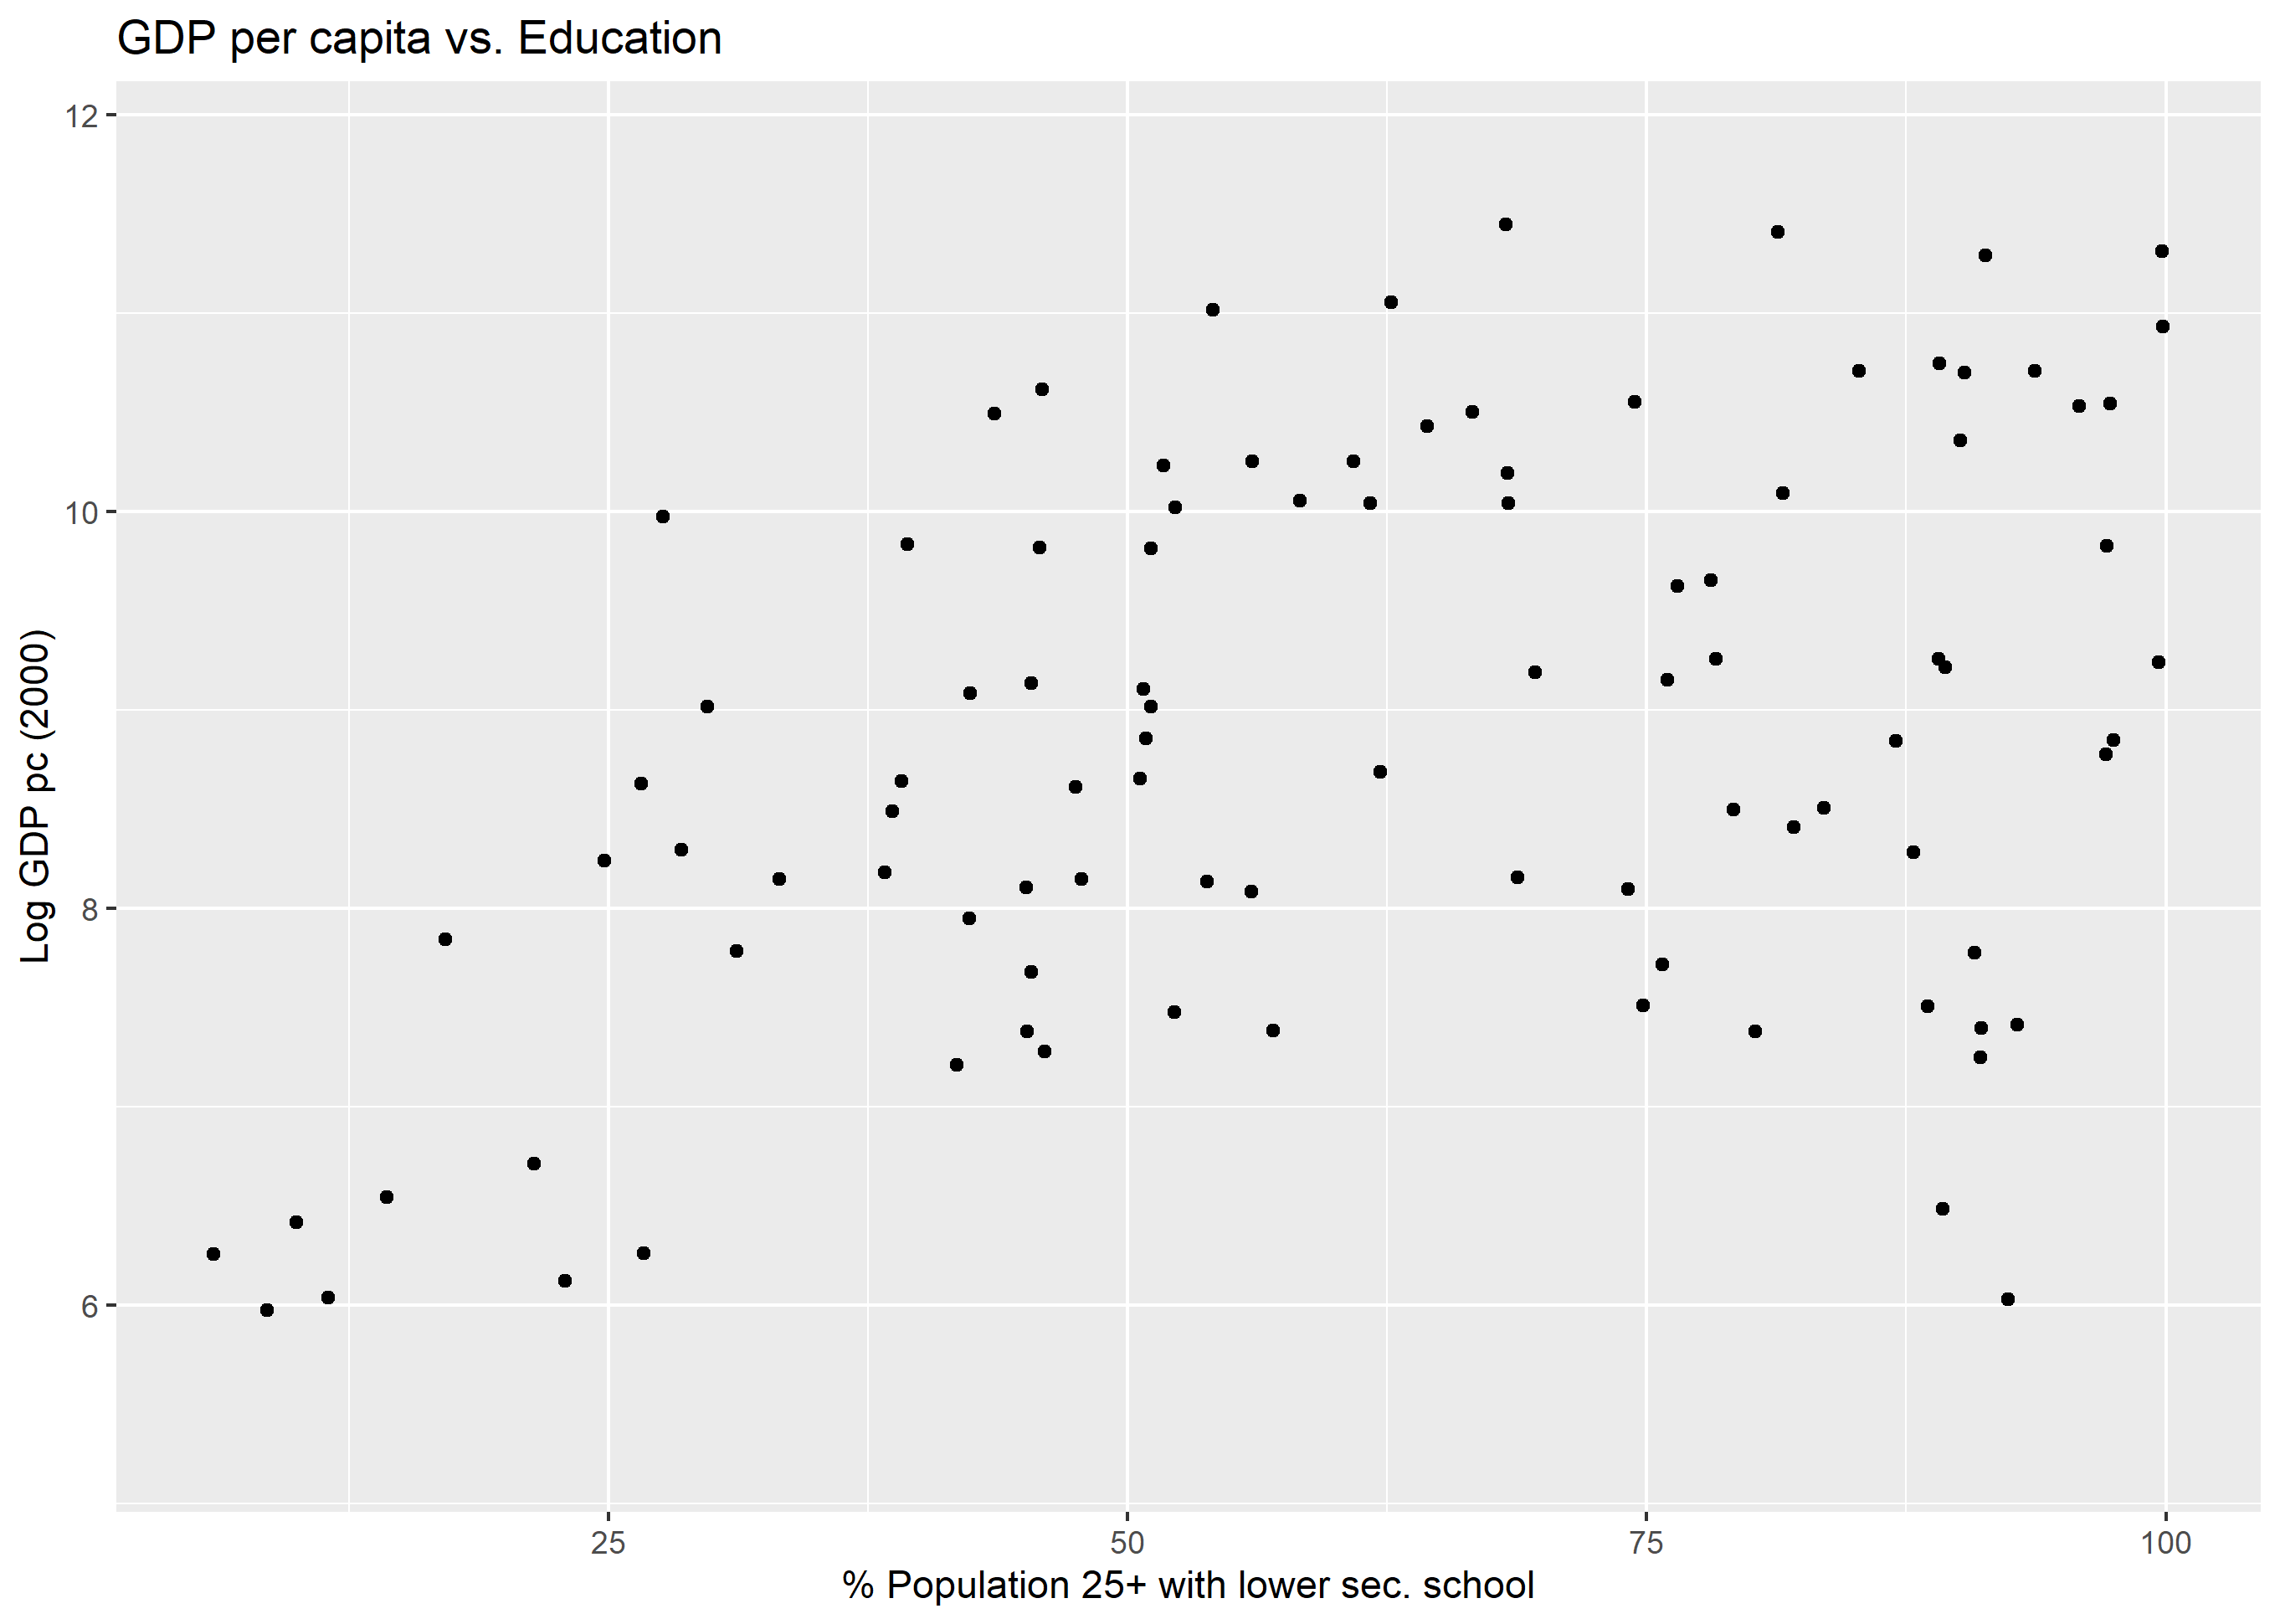 GDP per capita vs. Education
12
10
8
6
Log GDP pc (2000)
25 50 75 100
% Population 25+ with lower sec. school